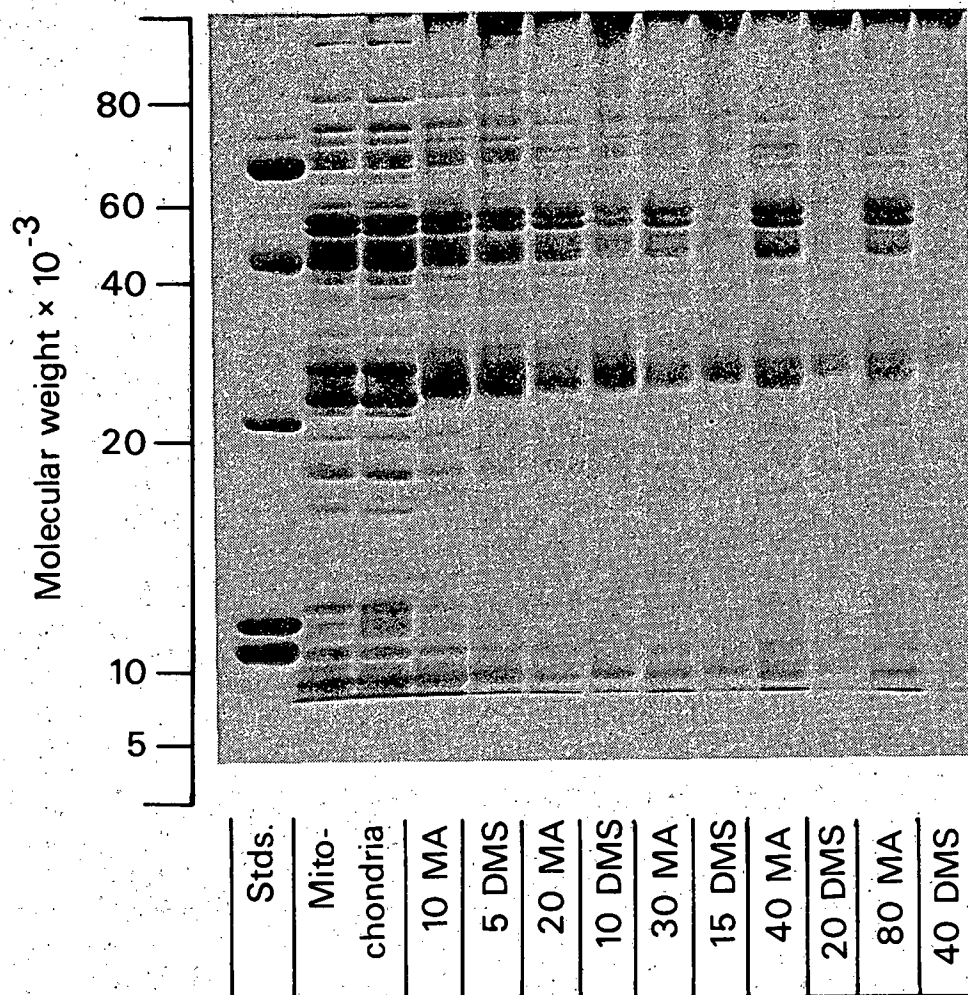 Molecular weight × 10⁻³
80
60
40
20
10
5
Stds.
Mito-
chondria
10 MA
5 DMS
20 MA
10 DMS
30 MA
15 DMS
40 MA
20 DMS
80 MA
40 DMS